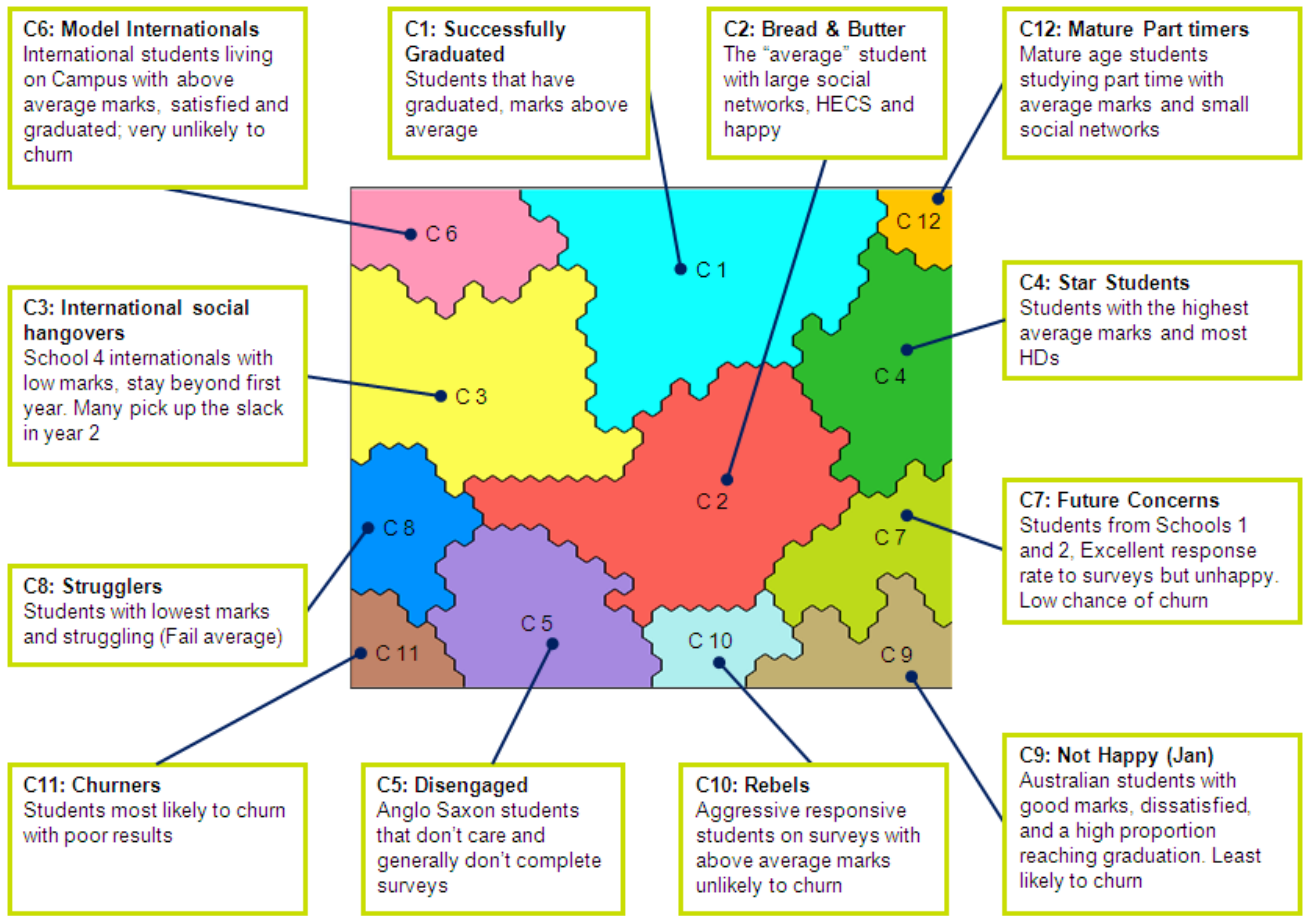 C6: Model Internationals
International students living
on Campus with above
average marks, satisfied and
graduated; very unlikely to
churn
C1: Successfully
Graduated
Students that have
graduated, marks above
average
C2: Bread & Butter
The “average” student
with large social
networks, HECS and
happy
C12: Mature Part timers
Mature age students
studying part time with
average marks and small
social networks
C3: International social
hangovers
School 4 internationals with
low marks, stay beyond first
year. Many pick up the slack
in year 2
C 6
C 1
C 12
C 3
C 4
C 2
C 8
C 7
C 5
C 10
C 11
C 9
C4: Star Students
Students with the highest
average marks and most
HDs
C7: Future Concerns
Students from Schools 1
and 2, Excellent response
rate to surveys but unhappy.
Low chance of churn
C8: Strugglers
Students with lowest marks
and struggling (Fail average)
C11: Churners
Students most likely to churn
with poor results
C5: Disengaged
Anglo Saxon students
that don’t care and
generally don’t complete
surveys
C10: Rebels
Aggressive responsive
students on surveys with
above average marks
unlikely to churn
C9: Not Happy (Jan)
Australian students with
good marks, dissatisfied,
and a high proportion
reaching graduation. Least
likely to churn